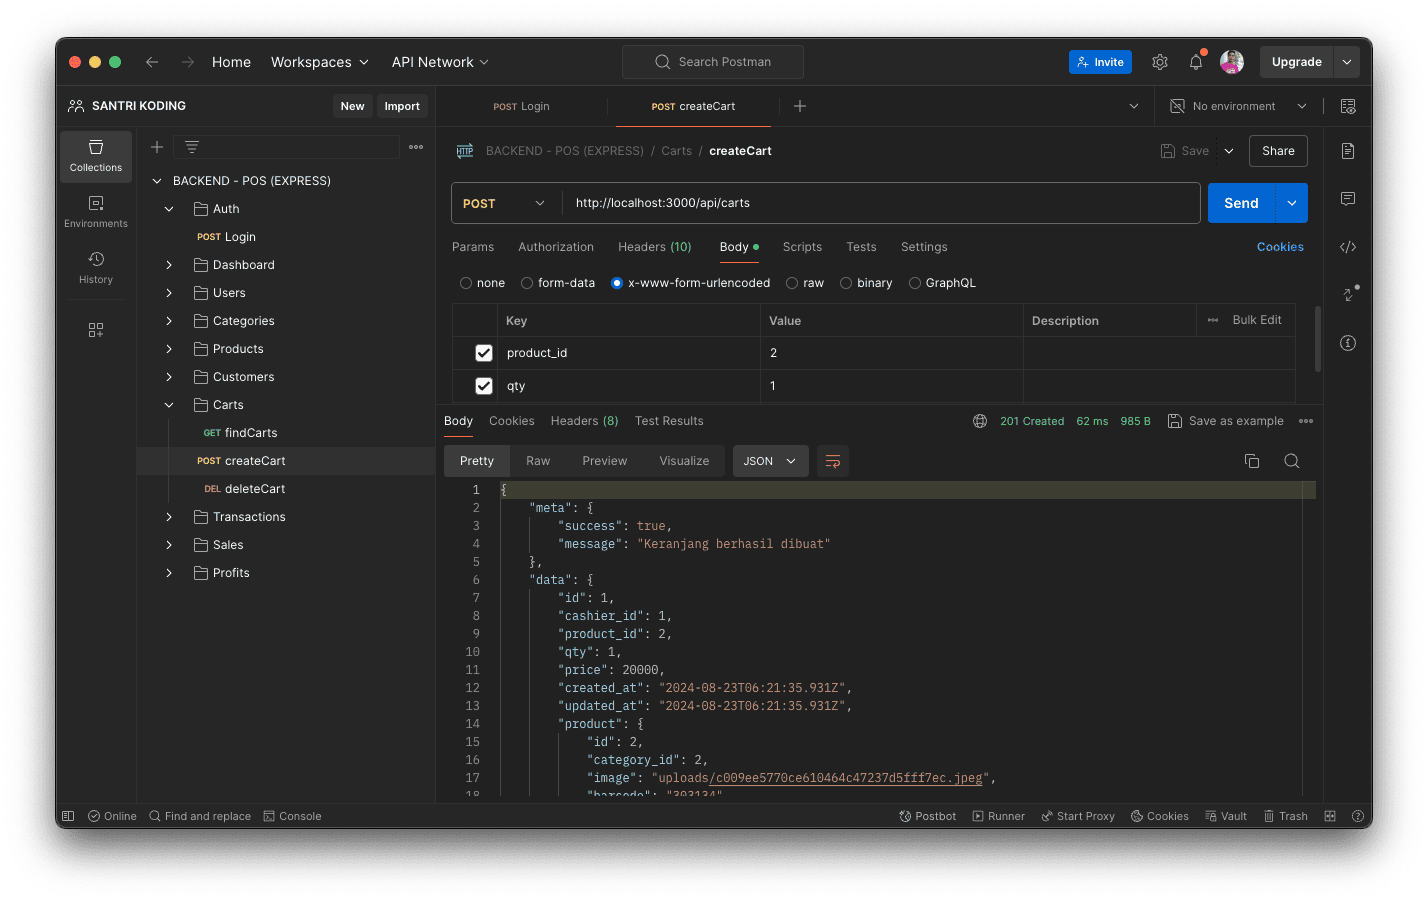 Home Workspaces API Network Search Postman Invite Upgrade
SANTRI KODING New Import POST Login POST createCart No environment
Collections
Environments
History
BACKEND - POS (EXPRESS)
Auth
POST Login
Dashboard
Users
Categories
Products
Customers
Carts
GET findCarts
POST createCart
DEL deleteCart
Transactions
Sales
Profits
HTTP BACKEND - POS (EXPRESS) / Carts / createCart Save Share
POST http://localhost:3000/api/carts Send
Params Authorization Headers (10) Body Scripts Tests Settings Cookies
none form-data x-www-form-urlencoded raw binary GraphQL
Key Value Description Bulk Edit
product_id 2
qty 1
Body Cookies Headers (8) Test Results 201 Created 62 ms 985 B Save as example
Pretty Raw Preview Visualize JSON
1 {
2 "meta": {
3 "success": true,
4 "message": "Keranjang berhasil dibuat"
5 },
6 "data": {
7 "id": 1,
8 "cashier_id": 1,
9 "product_id": 2,
10 "qty": 1,
11 "price": 20000,
12 "created_at": "2024-08-23T06:21:35.931Z",
13 "updated_at": "2024-08-23T06:21:35.931Z",
14 "product": {
15 "id": 2,
16 "category_id": 2,
17 "image": "uploads/c009ee5770ce610464c47237d5fff7ec.jpeg",
18 "barcode": "303134"
Online Find and replace Console Postbot Runner Start Proxy Cookies Vault Trash